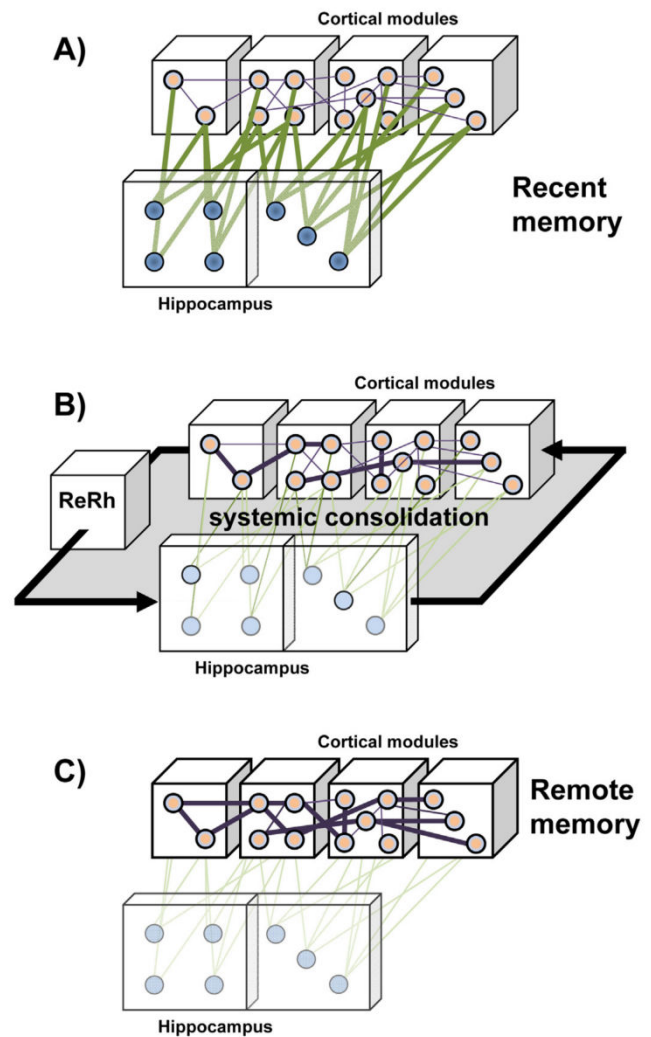 Cortical modules
A)
Recent
memory
Hippocampus
Cortical modules
B)
ReRh
systemic consolidation
Hippocampus
Cortical modules
C)
Remote
memory
Hippocampus